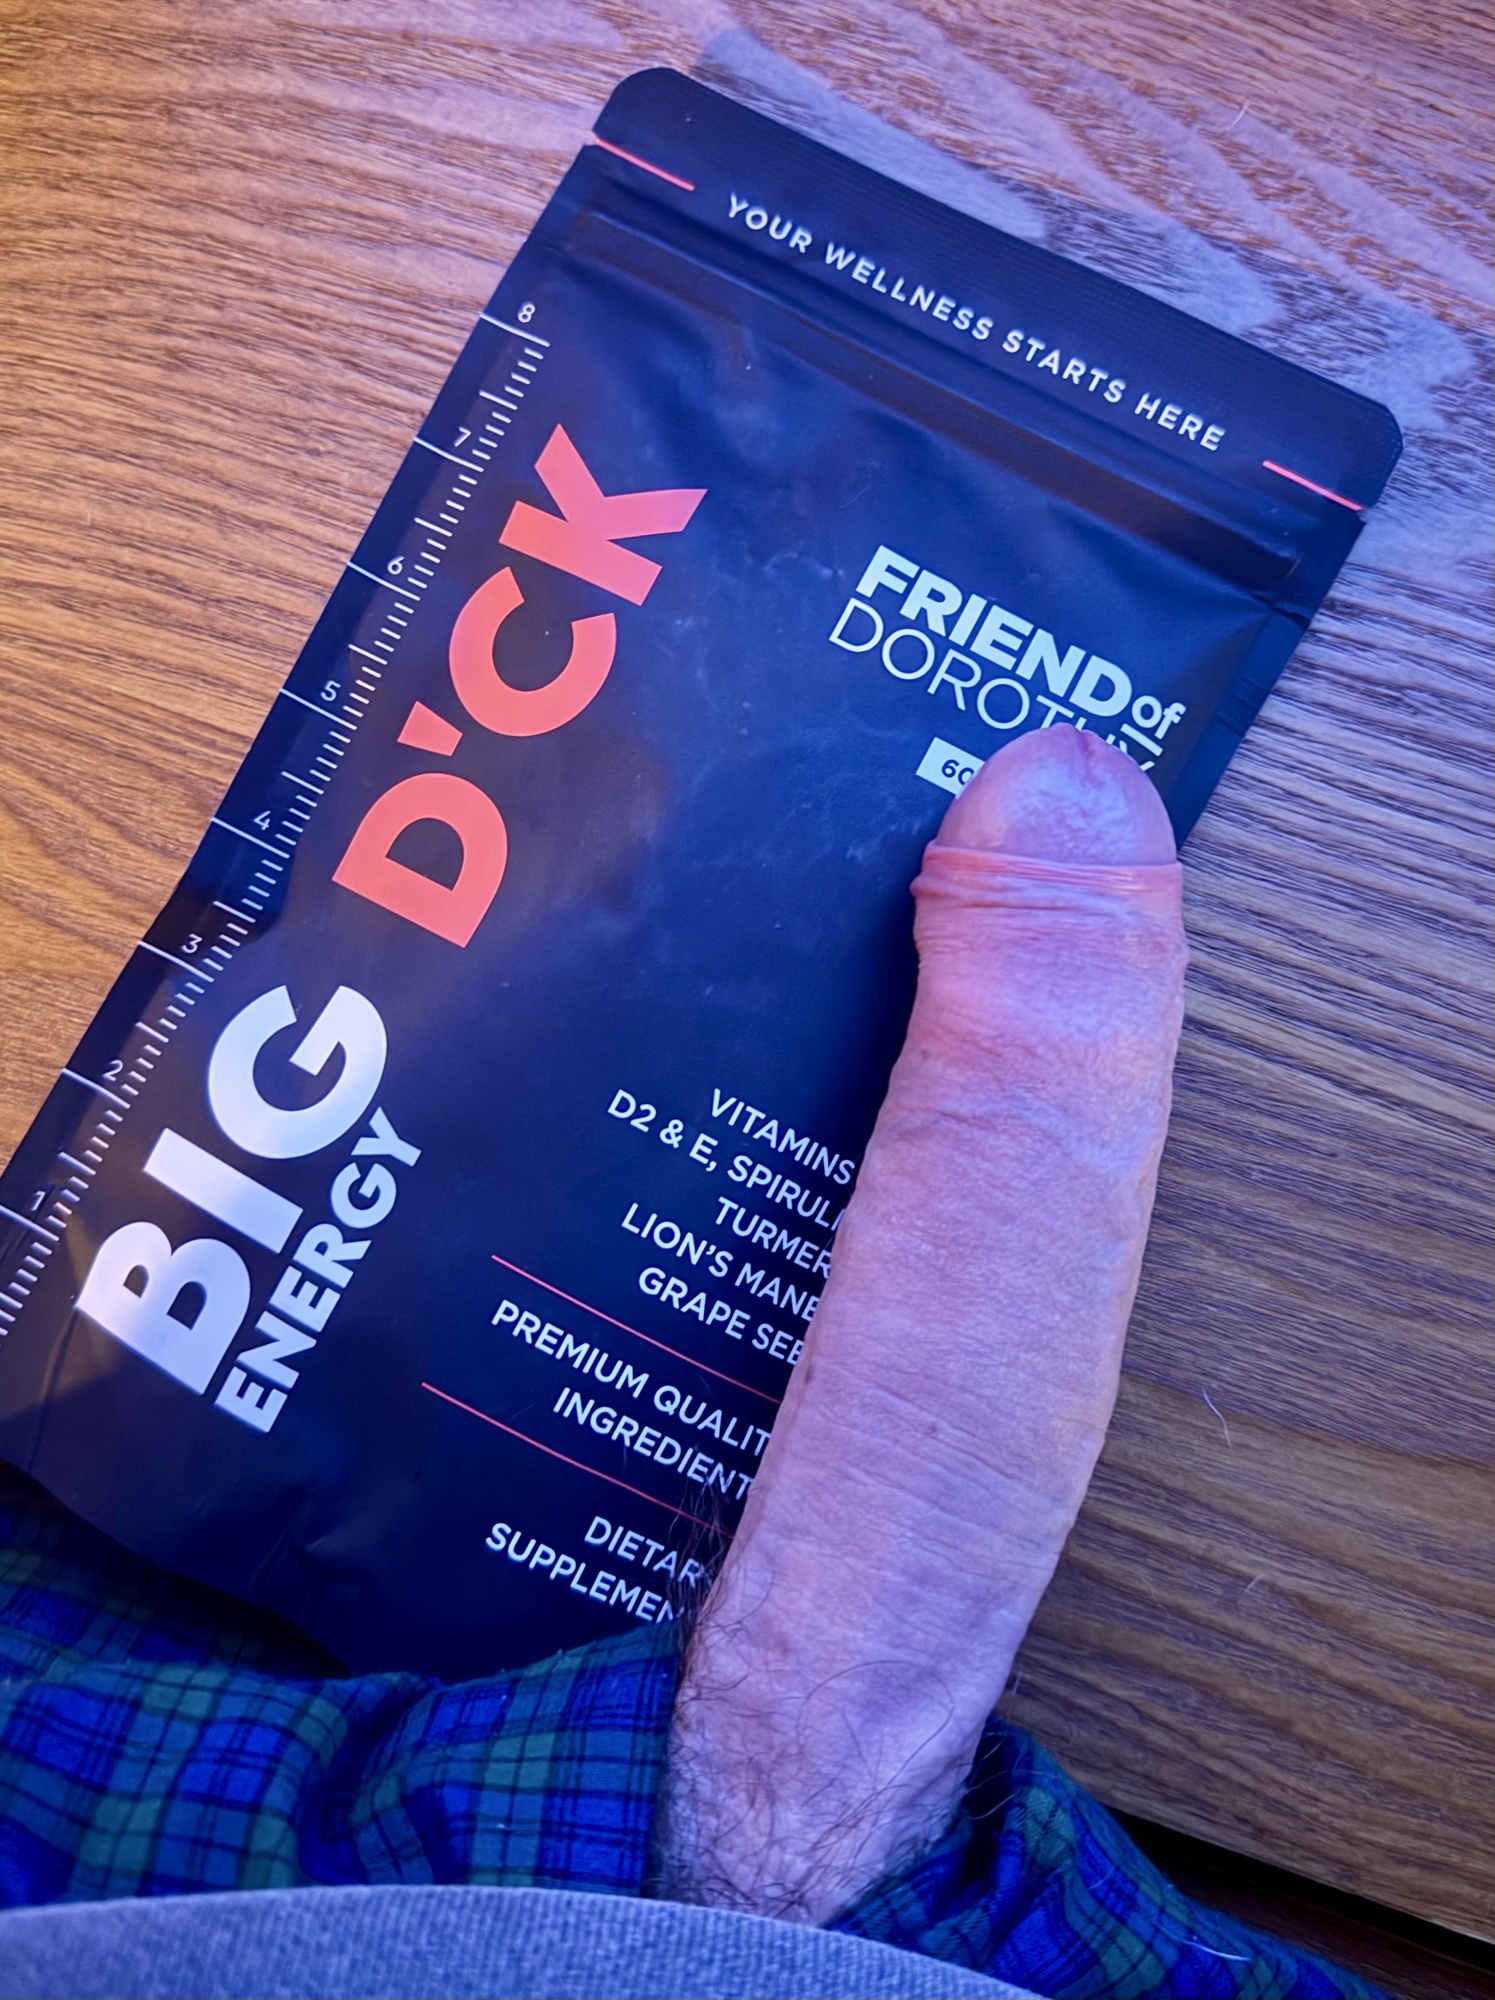 YOUR WELLNESS STARTS HERE
8
7
6
5
4
3
2
1
BIG D'CK
ENERGY
FRIEND of
VITAMINS
D2 & E,
LION'S MANE
GRAPE
PREMIUM